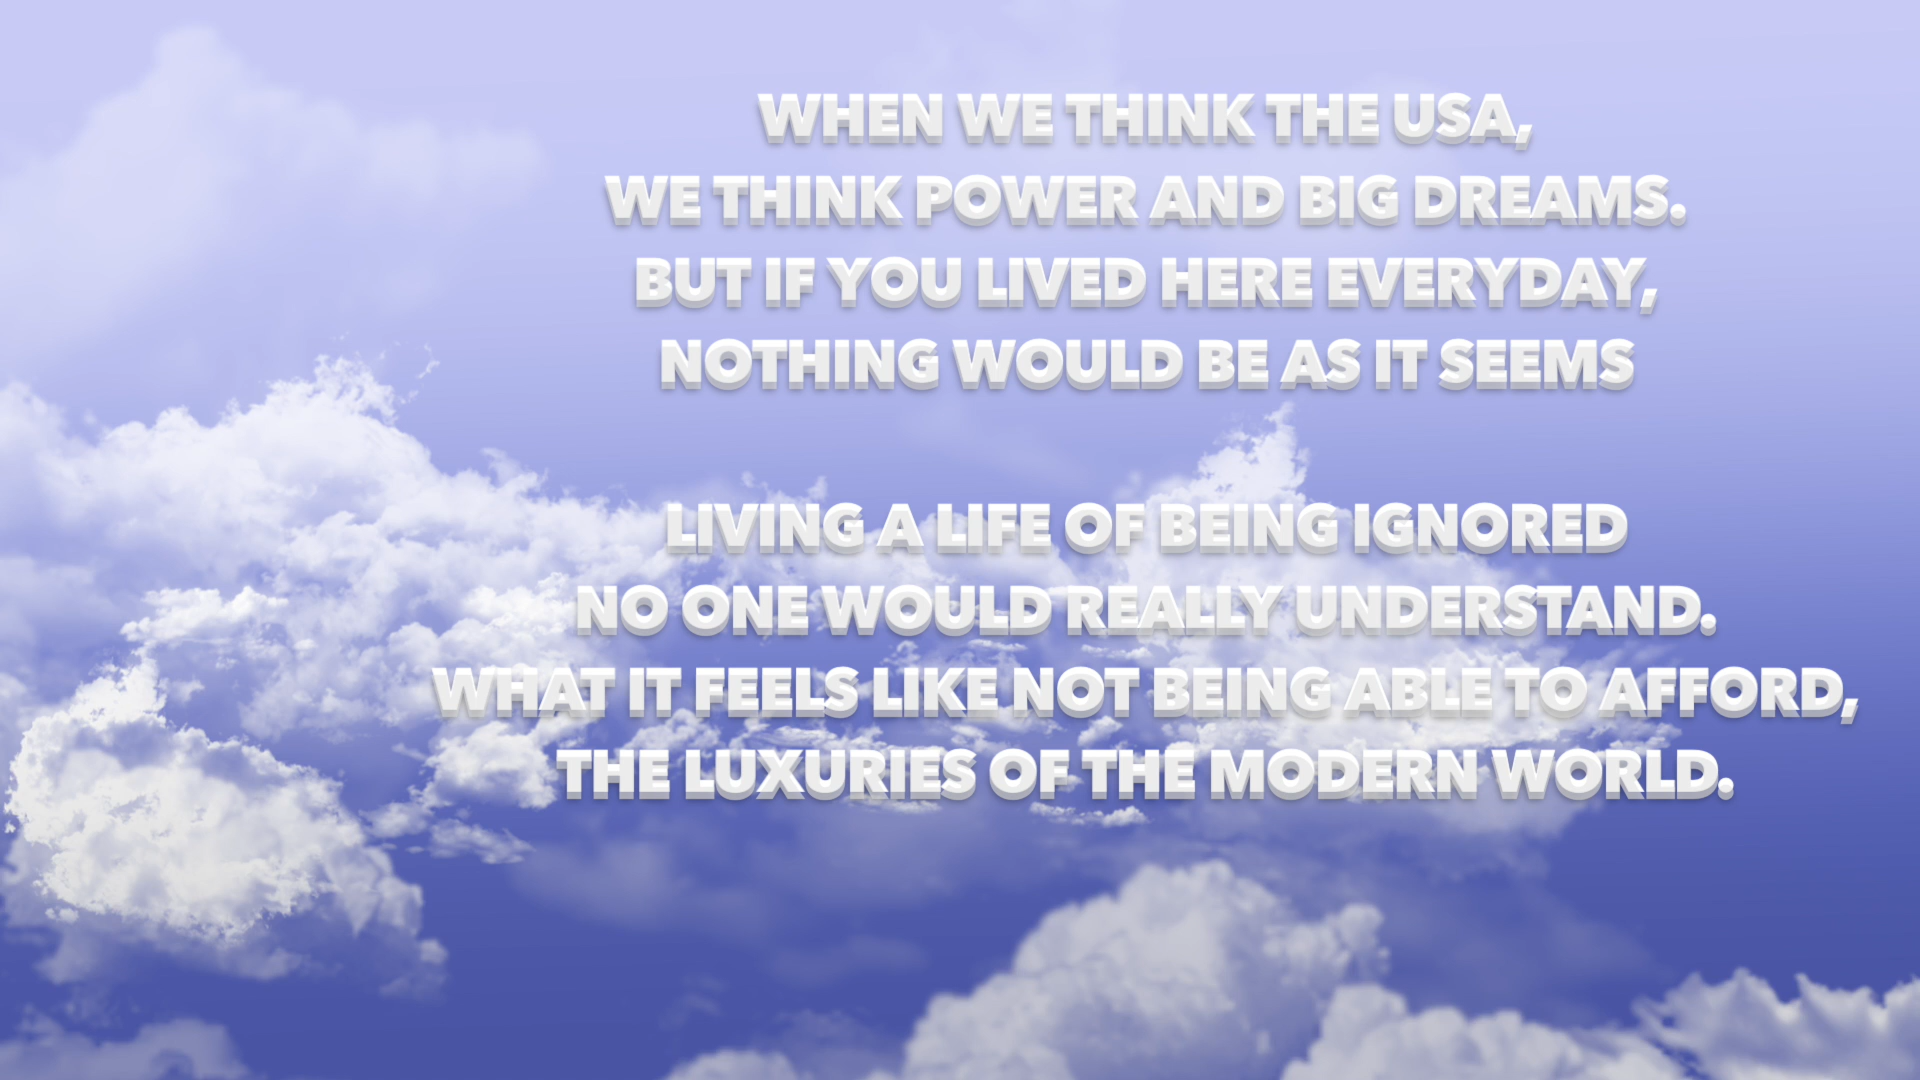 WHEN WE THINK THE USA,
WE THINK POWER AND BIG DREAMS.
BUT IF YOU LIVED HERE EVERYDAY,
NOTHING WOULD BE AS IT SEEMS
LIVING A LIFE OF BEING IGNORED
NO ONE WOULD REALLY UNDERSTAND.
WHAT IT FEELS LIKE NOT BEING ABLE TO AFFORD,
THE LUXURIES OF THE MODERN WORLD.